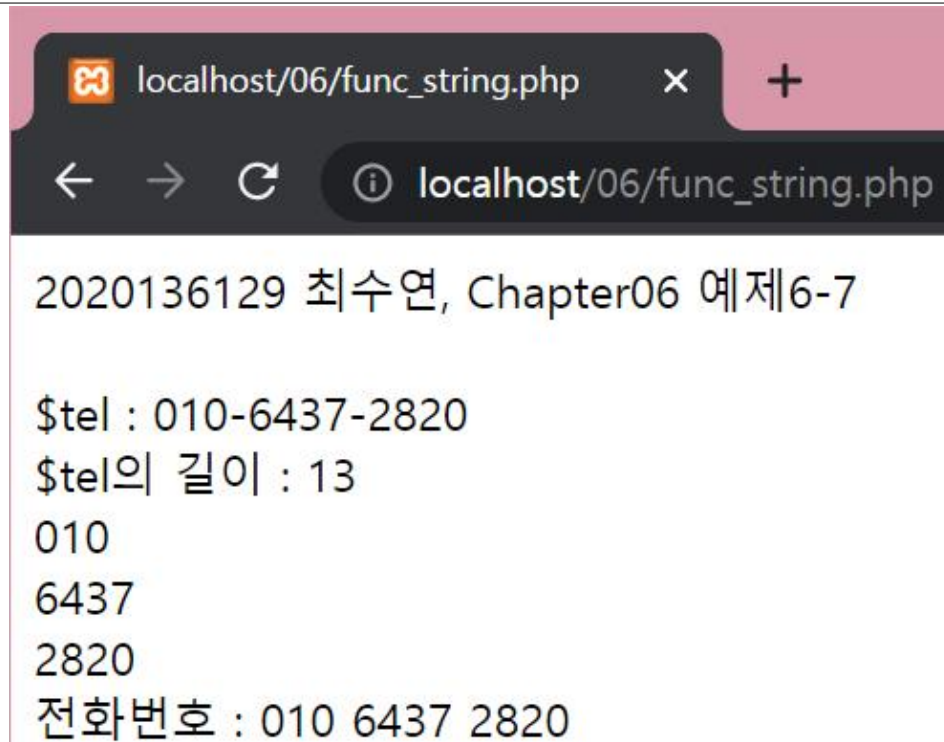 localhost/06/func_string.php
localhost/06/func_string.php
2020136129 최수연, Chapter06 예제6-7
$tel : 010-6437-2820
$tel의 길이 : 13
010
6437
2820
전화번호 : 010 6437 2820